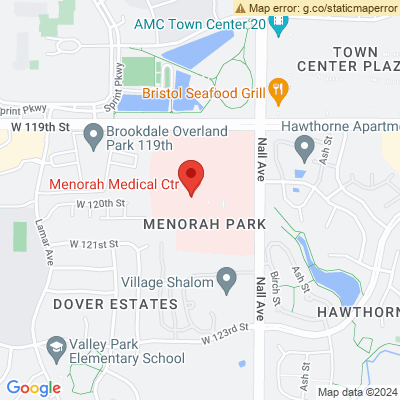 Map error: g.co/staticmaperror
AMC Town Center 20
TOWN
CENTER PLAZ
Sprint Pkwy
Sprint Pkwy
Bristol Seafood Grill
W 119th St
Brookdale Overland
Park 119th
Hawthorne Apartme
Nall Ave
Ash St
Menorah Medical Ctr
W 120th St
MENORAH PARK
Lamar Ave
W 121st St
Village Shalom
Birch St
Ash St
Nall Ave
DOVER ESTATES
HAWTHORN
W 123rd St
Valley Park
Elementary School
Ash St
Google
Map data ©2024